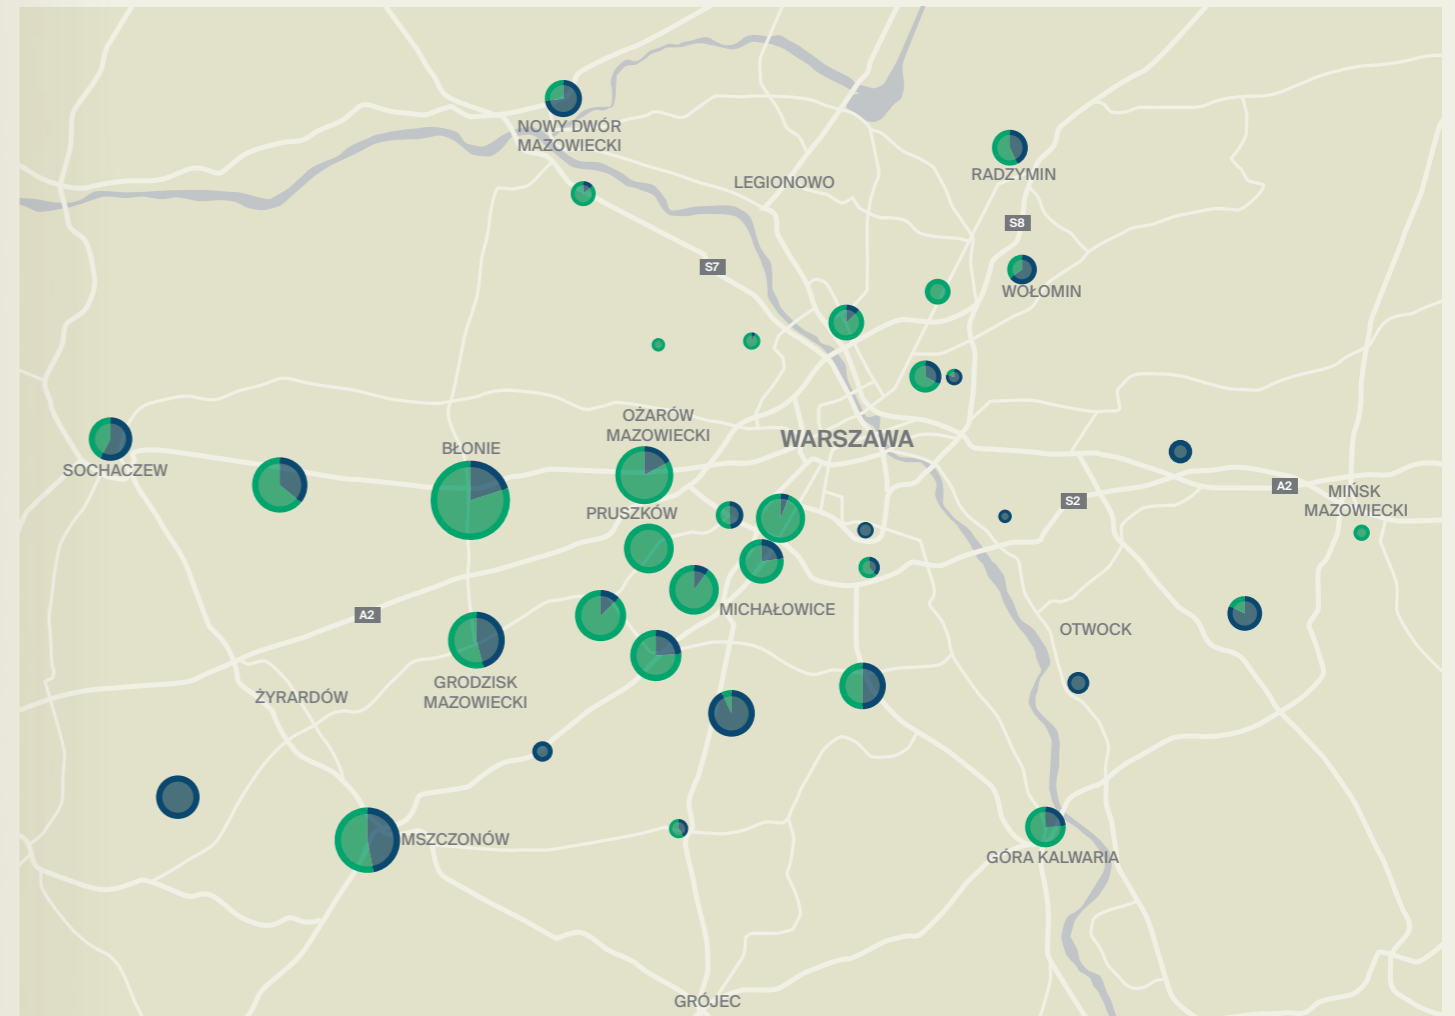 NOWY DWÓR
MAZOWIECKI
LEGIONOWO
RADZYMIN
S8
S7
WOŁOMIN
OŻARÓW
MAZOWIECKI
WARSZAWA
BŁONIE
SOCHACZEW
PRUSZKÓW
S2
A2
MIŃSK
MAZOWIECKI
A2
MICHAŁOWICE
OTWOCK
GRODZISK
MAZOWIECKI
ŻYRARDÓW
MSZCZONÓW
GÓRA KALWARIA
GRÓJEC